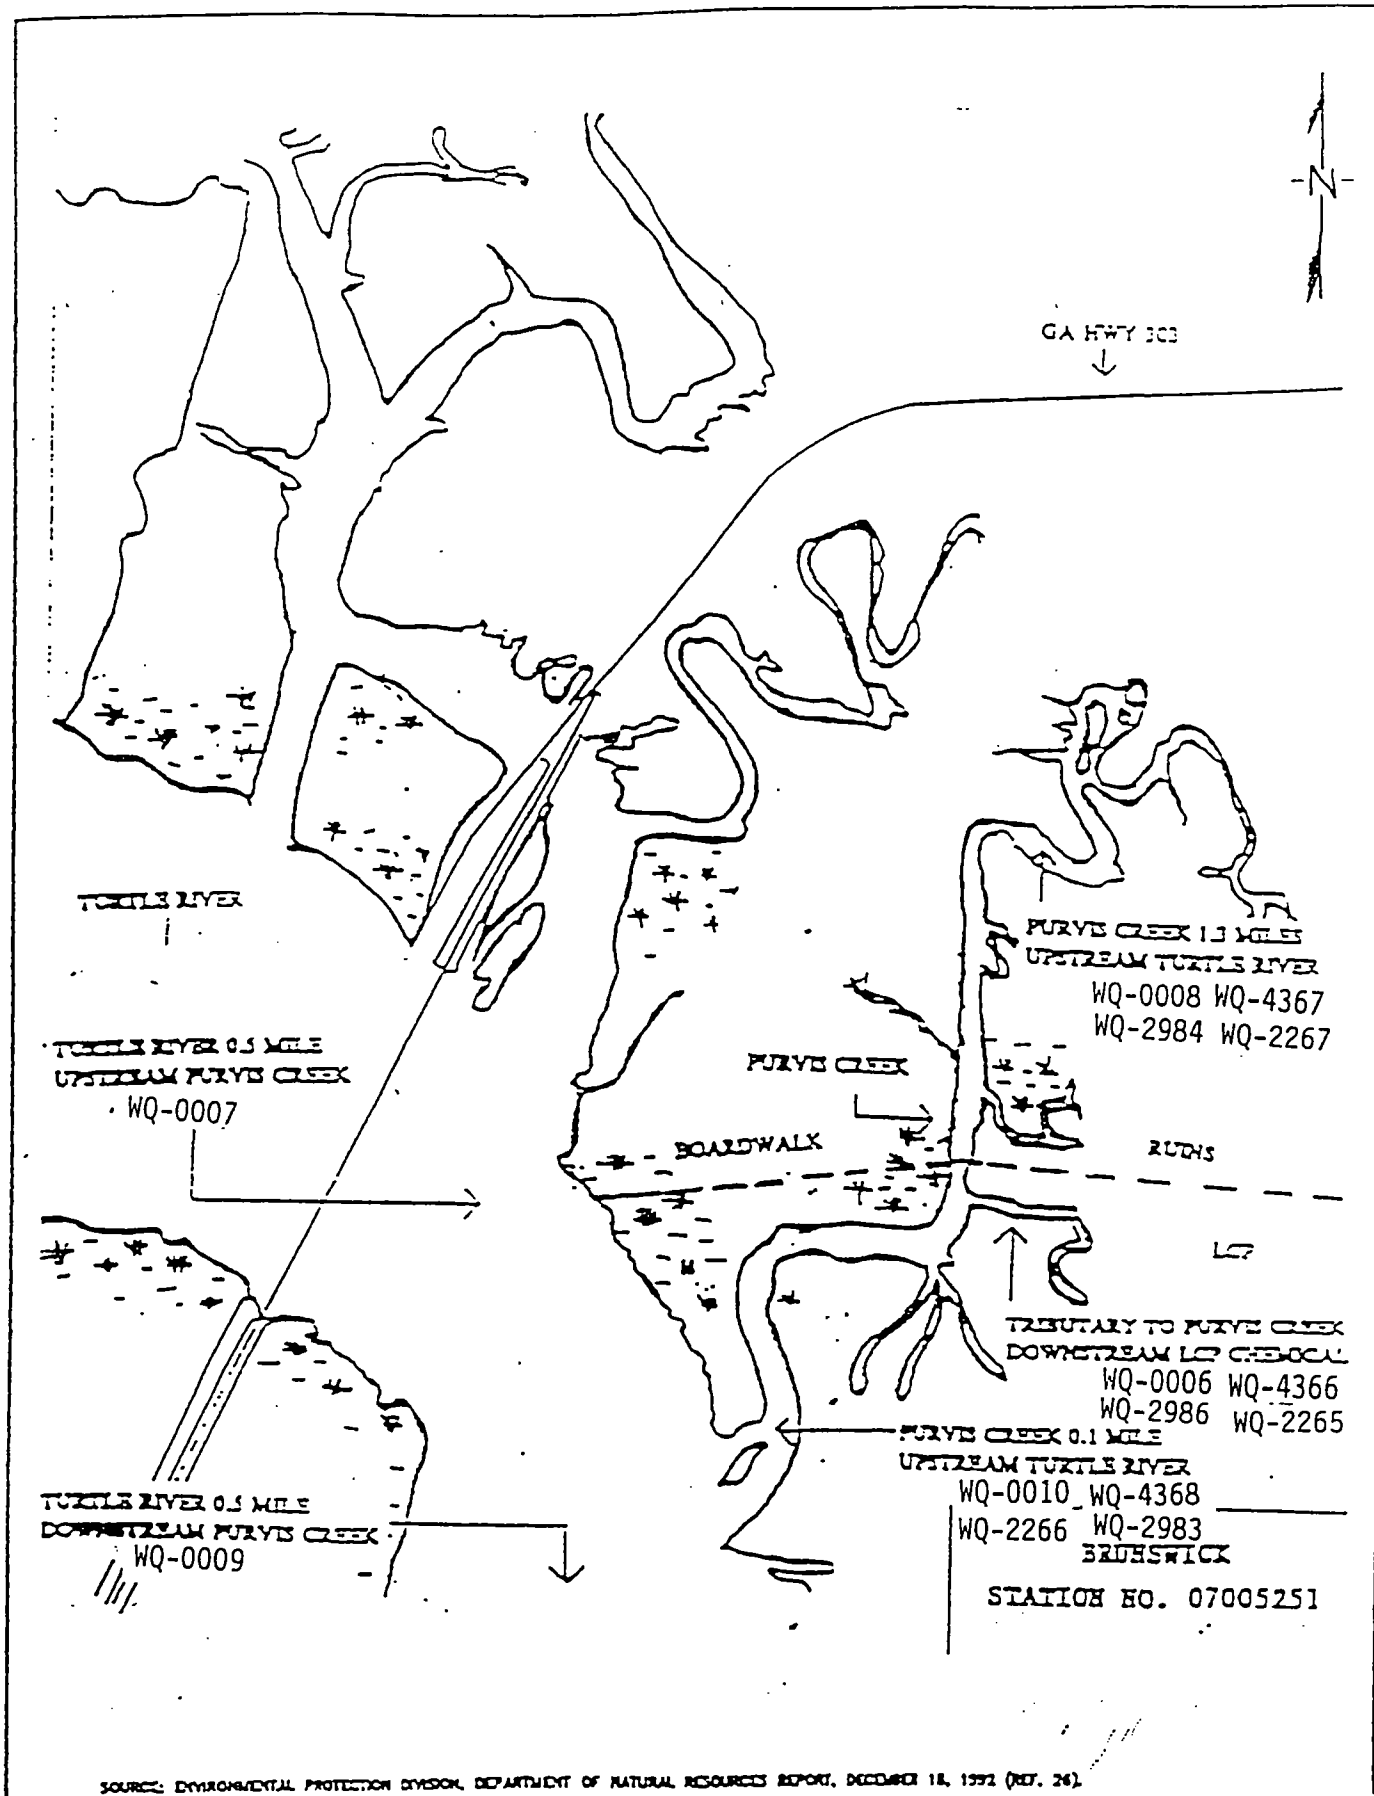 -N-
GA HWY 303
TURTLE RIVER
PURVIS CREEK 1.3 MILES
UPSTREAM TURTLE RIVER
WQ-0008 WQ-4367
WQ-2984 WQ-2267
TURTLE RIVER 0.5 MILE
UPSTREAM PURVIS CREEK
WQ-0007
PURVIS CREEK
BOARDWALK
RUINS
LCP
TRIBUTARY TO PURVIS CREEK
DOWNSTREAM LCP CHEMICAL
WQ-0006 WQ-4366
WQ-2986 WQ-2265
PURVIS CREEK 0.1 MILE
UPSTREAM TURTLE RIVER
WQ-0010 WQ-4368
WQ-2266 WQ-2983
BRUNSWICK
STATION NO. 07005251
TURTLE RIVER 0.5 MILE
DOWNSTREAM PURVIS CREEK
WQ-0009
SOURCE: ENVIRONMENTAL PROTECTION DIVISION, DEPARTMENT OF NATURAL RESOURCES REPORT, DECEMBER 18, 1992 (REF. 26).